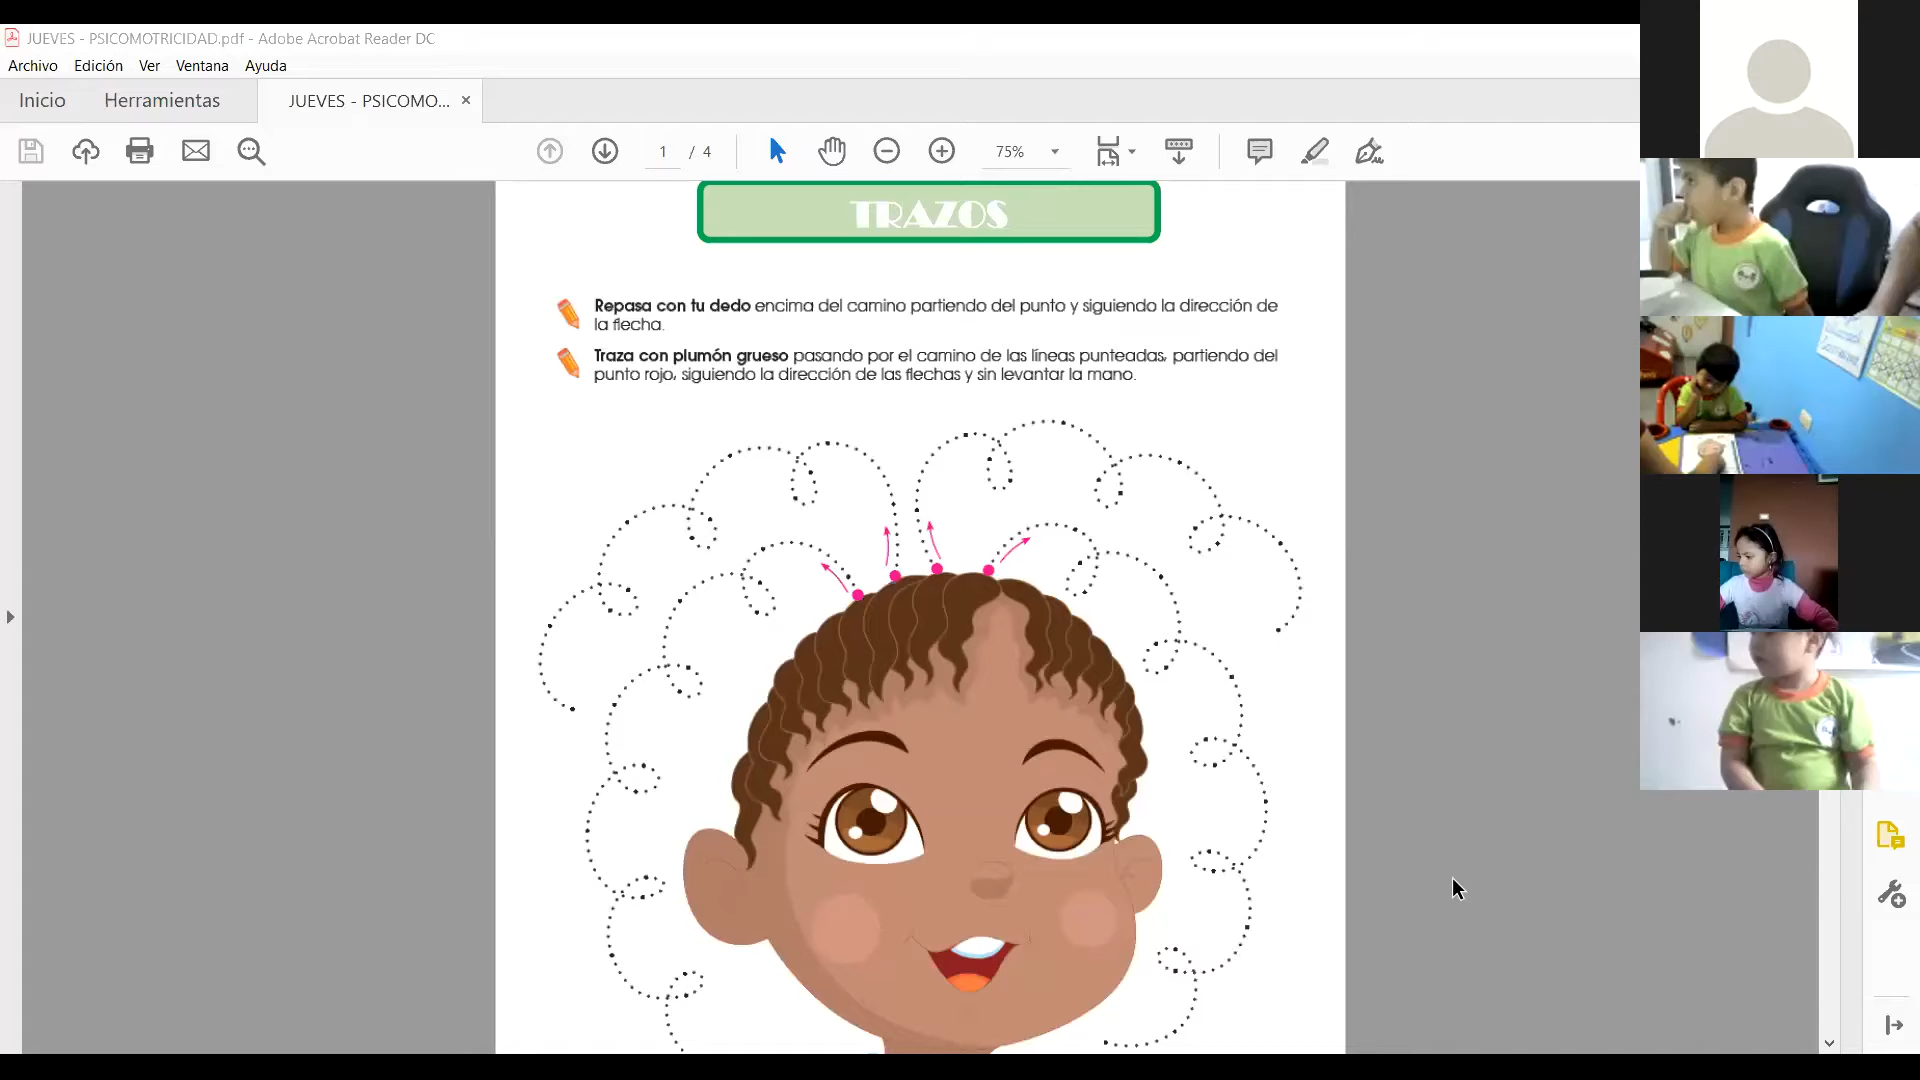 JUEVES - PSICOMOTRICIDAD.pdf - Adobe Acrobat Reader DC
Archivo Edición Ver Ventana Ayuda
Inicio Herramientas JUEVES - PSICOMO... ×
1 / 4 75%
TRAZOS
Repasa con tu dedo encima del camino partiendo del punto y siguiendo la dirección de
la flecha.
Traza con plumón grueso pasando por el camino de las líneas punteadas, partiendo del
punto rojo, siguiendo la dirección de las flechas y sin levantar la mano.